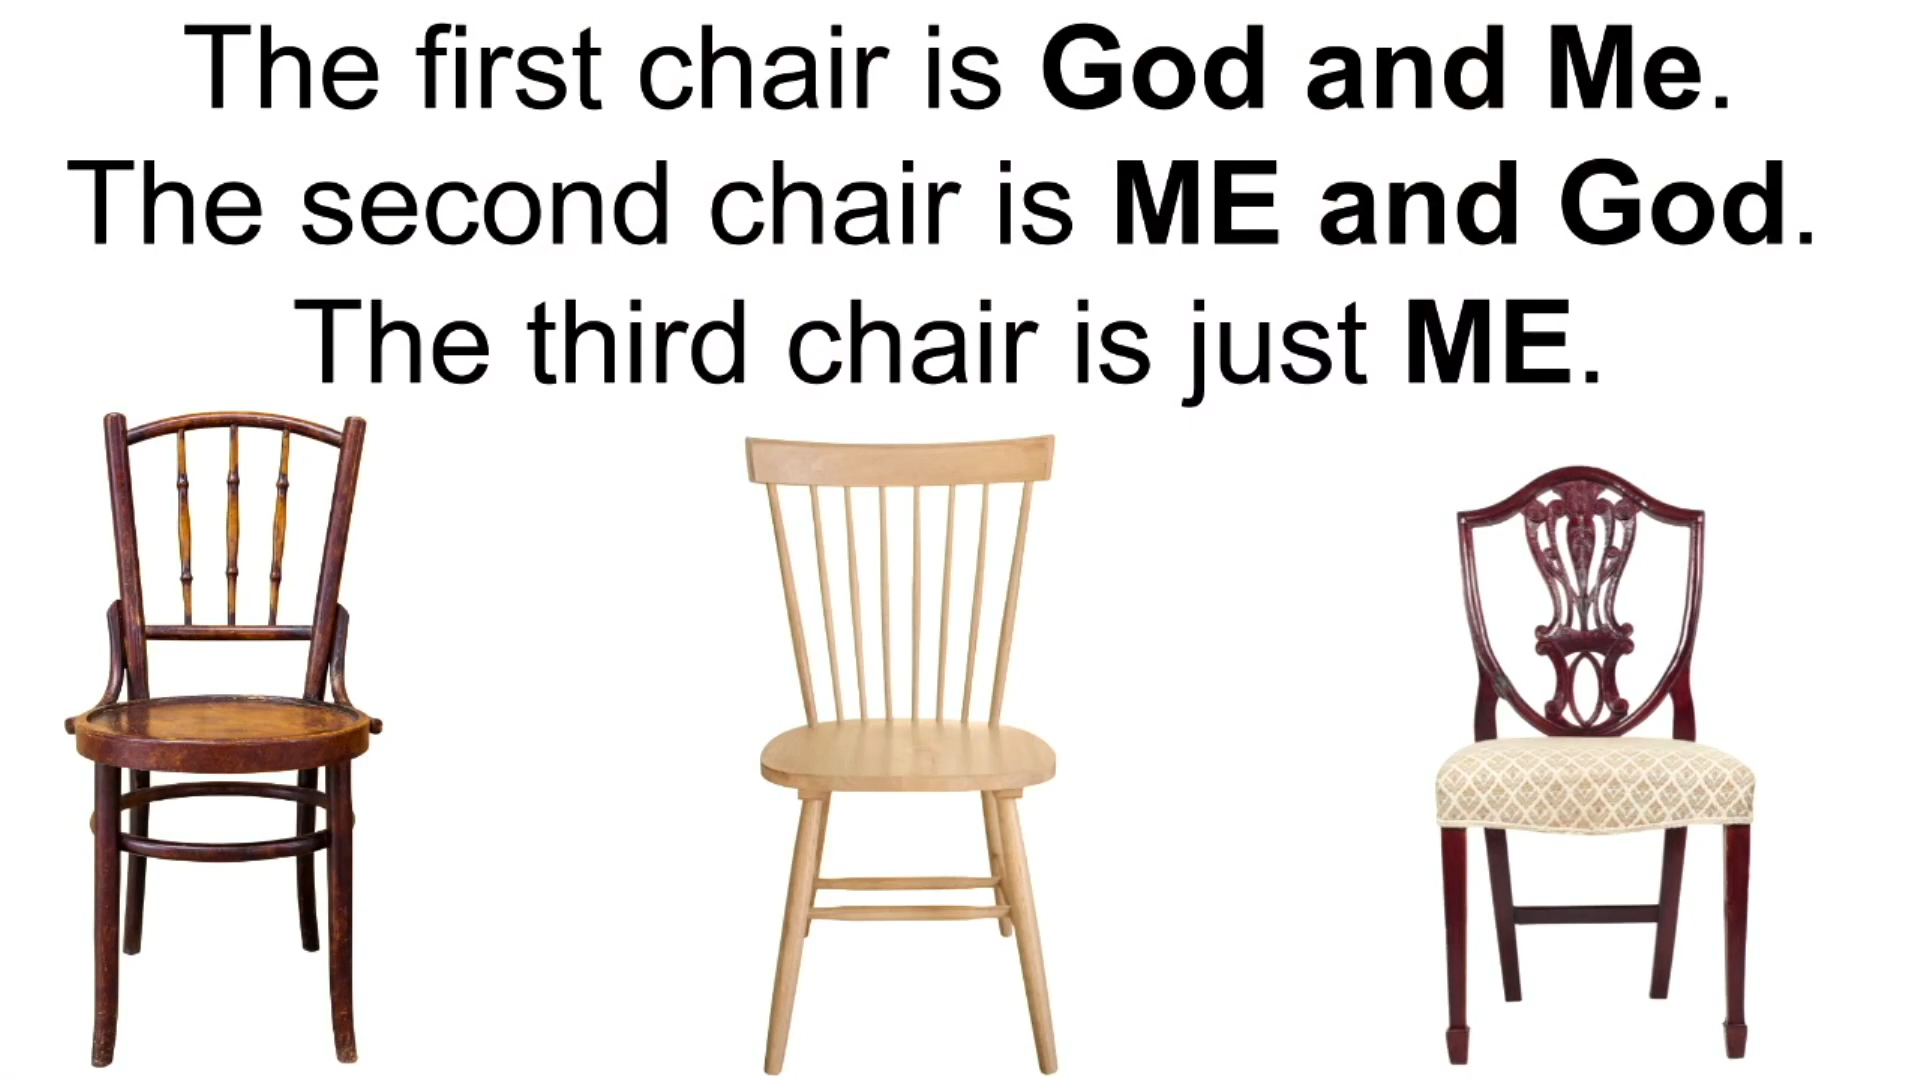 The first chair is God and Me.
The second chair is ME and God.
The third chair is just ME.